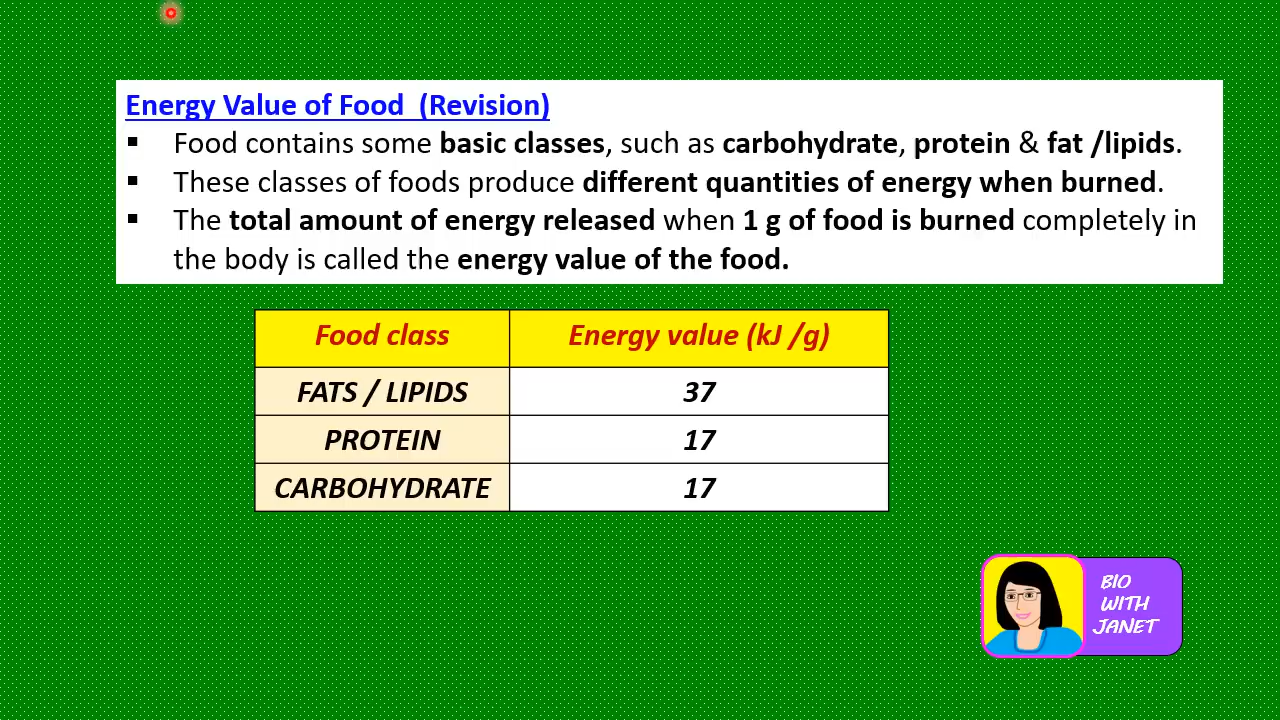 Energy Value of Food  (Revision)
▪ Food contains some basic classes, such as carbohydrate, protein & fat /lipids.
▪ These classes of foods produce different quantities of energy when burned.
▪ The total amount of energy released when 1 g of food is burned completely in
the body is called the energy value of the food.
Food class Energy value (kJ /g)
FATS / LIPIDS 37
PROTEIN 17
CARBOHYDRATE 17
BIO
WITH
JANET